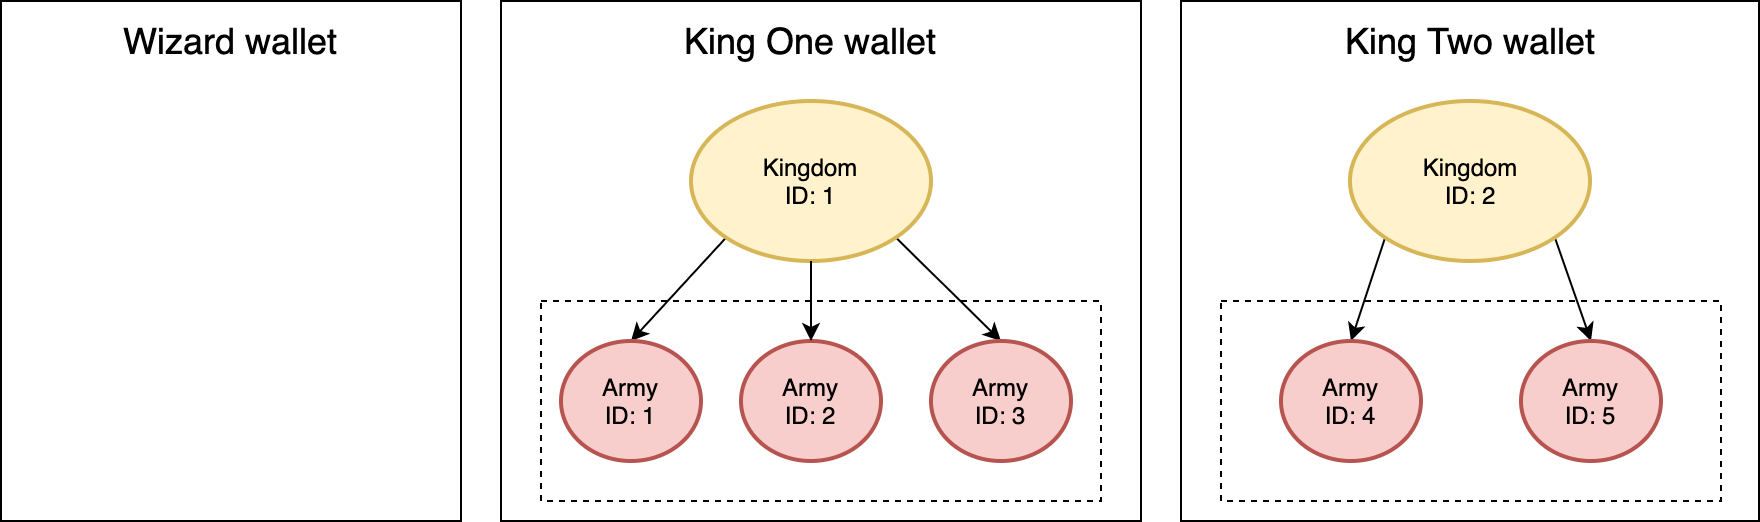 Wizard wallet
King One wallet
King Two wallet
Kingdom
ID: 1
Kingdom
ID: 2
Army
ID: 1
Army
ID: 2
Army
ID: 3
Army
ID: 4
Army
ID: 5